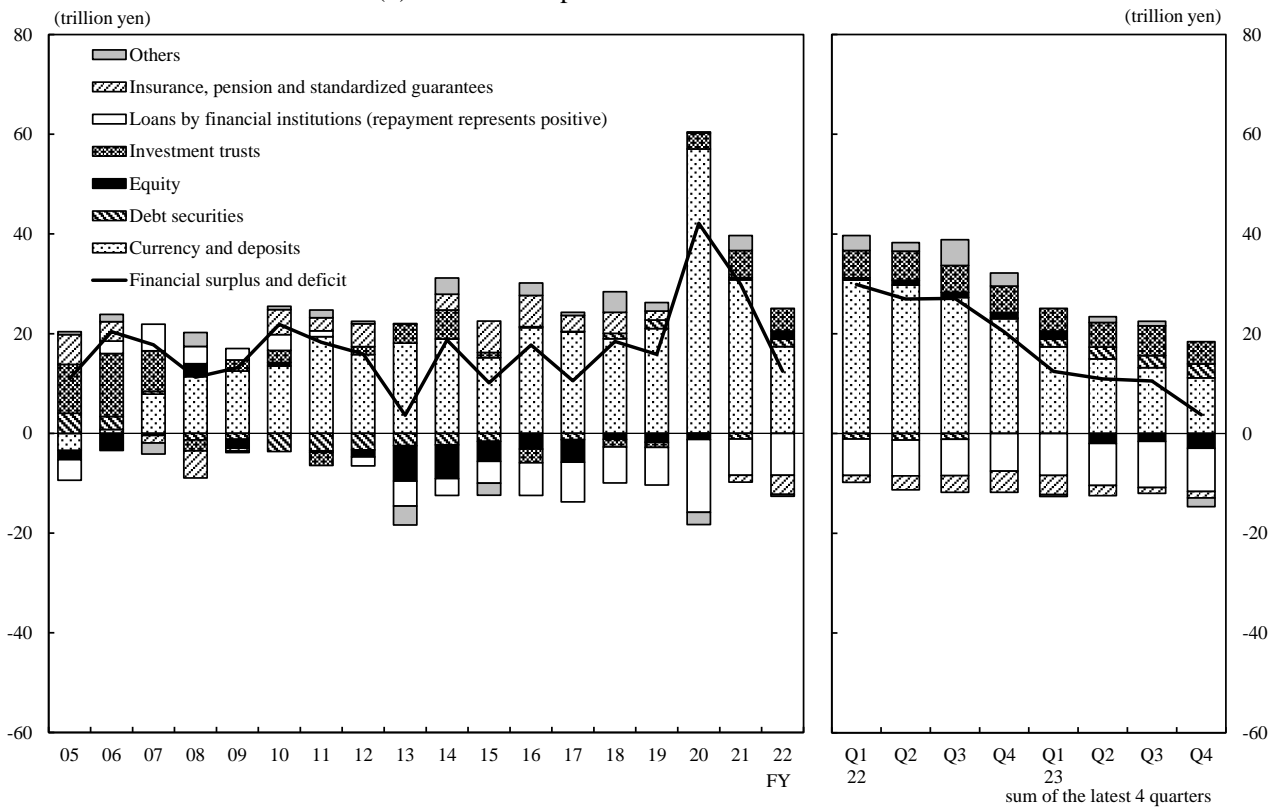 (trillion yen)
(trillion yen)
80
60
40
20
0
-20
-40
-60
Others
Insurance, pension and standardized guarantees
Loans by financial institutions (repayment represents positive)
Investment trusts
Equity
Debt securities
Currency and deposits
Financial surplus and deficit
05 06 07 08 09 10 11 12 13 14 15 16 17 18 19 20 21 22
FY
80
60
40
20
0
-20
-40
-60
Q1 Q2 Q3 Q4 Q1 Q2 Q3 Q4
22 23
sum of the latest 4 quarters